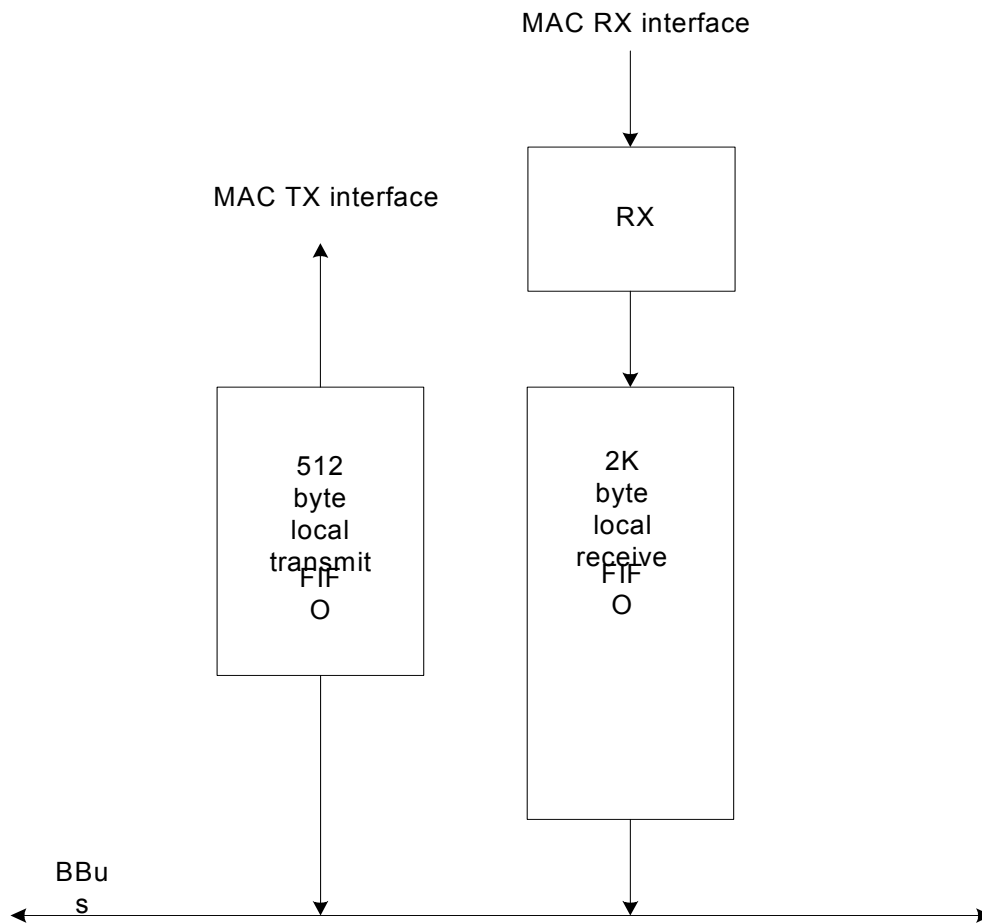 MAC RX interface
RX
MAC TX interface
512
byte
local
transmit
FIF
O
2K
byte
local
receive
FIF
O
BBu
s